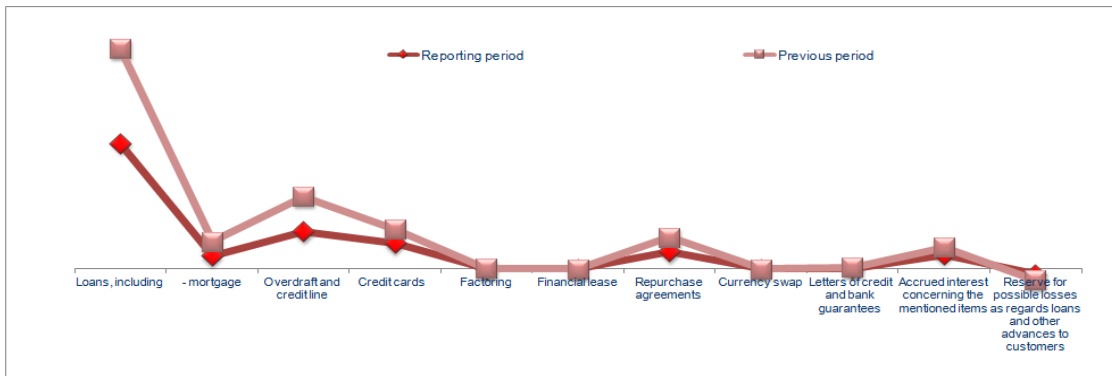 Reporting period
Previous period
Loans, including
- mortgage
Overdraft and
credit line
Credit cards
Factoring
Financial lease
Repurchase
agreements
Currency swap
Letters of credit
and bank
guarantees
Accrued interest
concerning the
mentioned items
Reserve for
possible losses
as regards loans
and other
advances to
customers